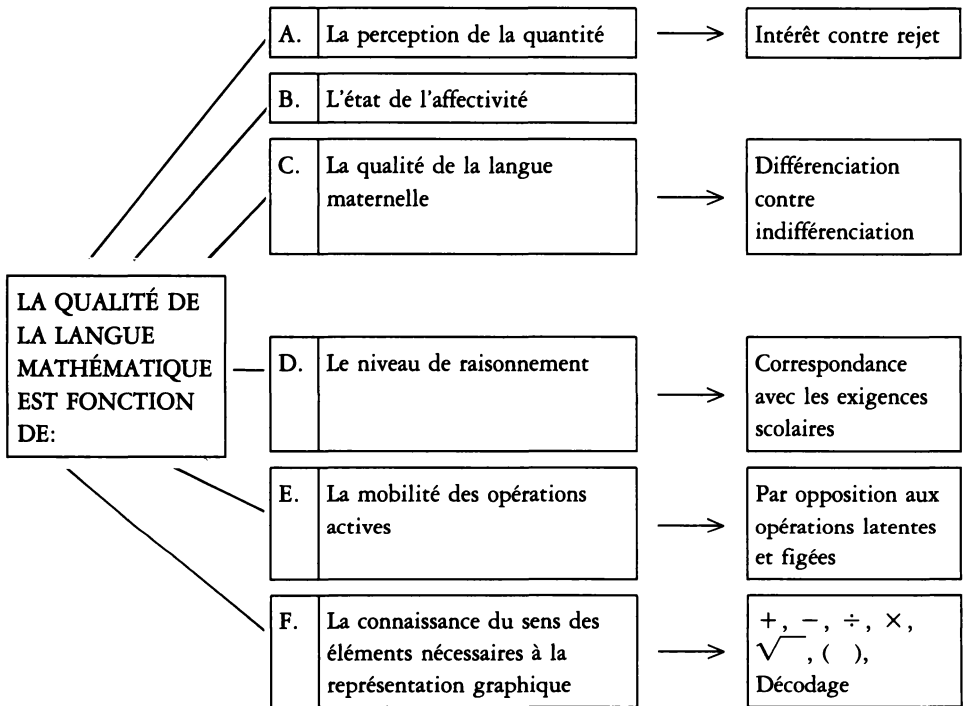 A. La perception de la quantité
Intérêt contre rejet
B. L'état de l'affectivité
C. La qualité de la langue
maternelle
Différenciation
contre
indifférenciation
LA QUALITÉ DE
LA LANGUE
MATHÉMATIQUE
EST FONCTION
DE:
D. Le niveau de raisonnement
Correspondance
avec les exigences
scolaires
E. La mobilité des opérations
actives
Par opposition aux
opérations latentes
et figées
F. La connaissance du sens des
éléments nécessaires à la
représentation graphique
+, −, ÷, ×,
√ , ( ),
Décodage